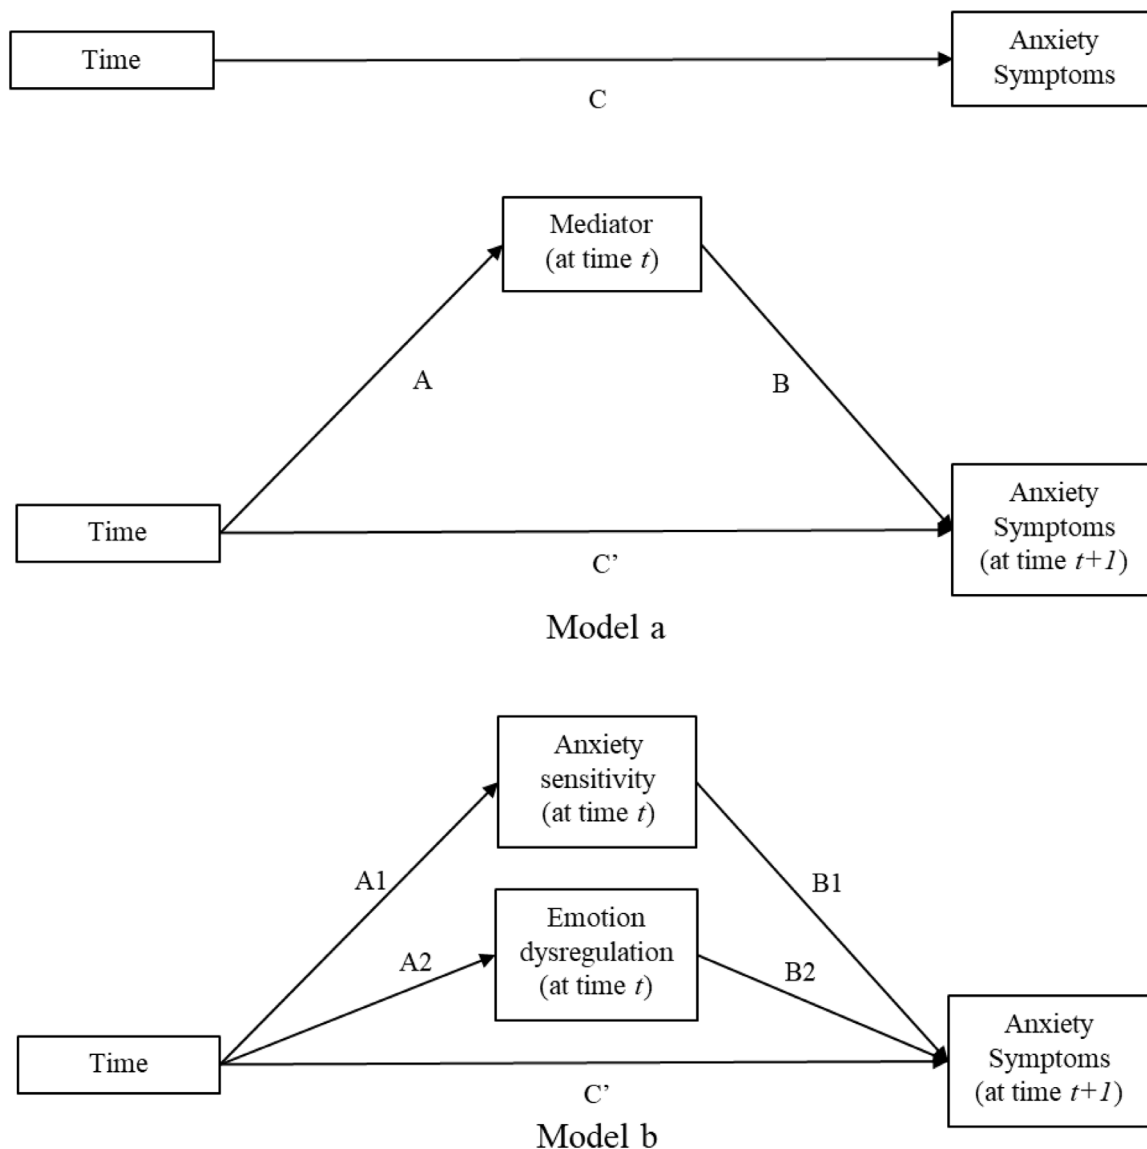 Time
Anxiety
Symptoms
C
Mediator
(at time t)
A
B
Time
Anxiety
Symptoms
(at time t+1)
C’
Model a
Anxiety
sensitivity
(at time t)
A1
B1
Emotion
dysregulation
(at time t)
A2
B2
Time
Anxiety
Symptoms
(at time t+1)
C’
Model b